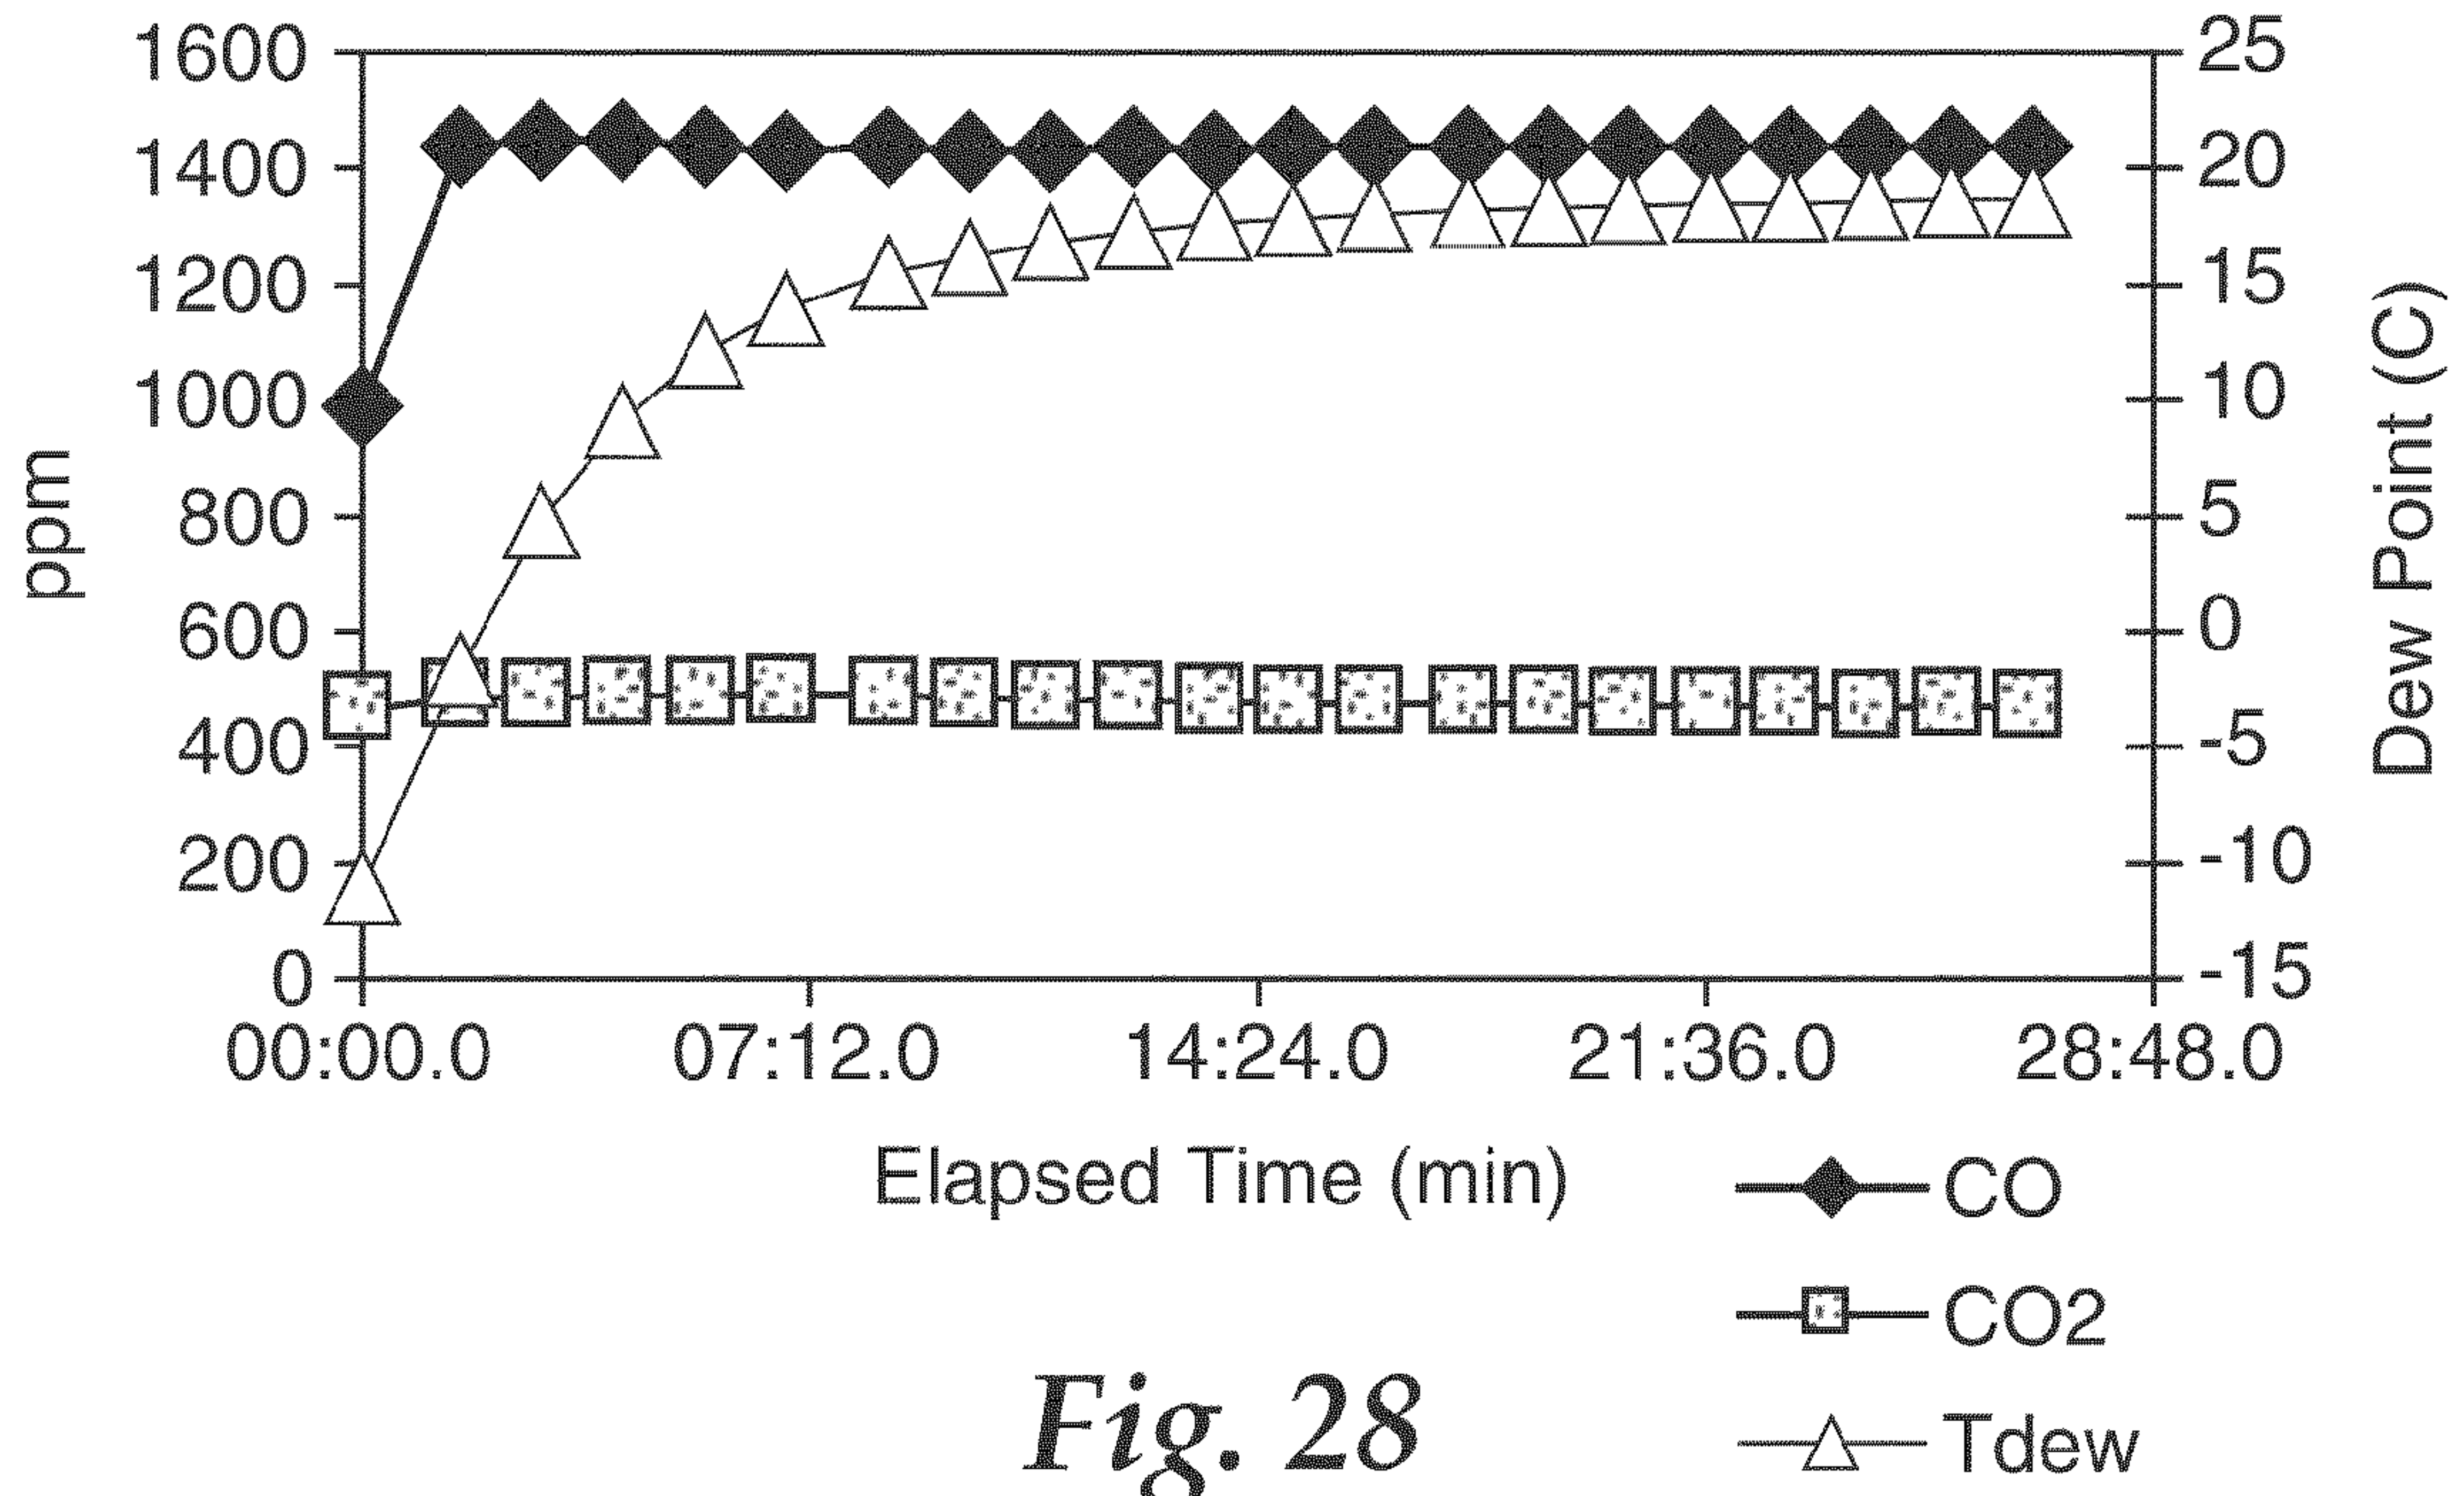 1600
1400
1200
1000
800
600
400
200
0
ppm
25
20
15
10
5
0
-5
-10
-15
Dew Point (C)
00:00.0 07:12.0 14:24.0 21:36.0 28:48.0
Elapsed Time (min)
CO
CO2
Tdew
Fig. 28